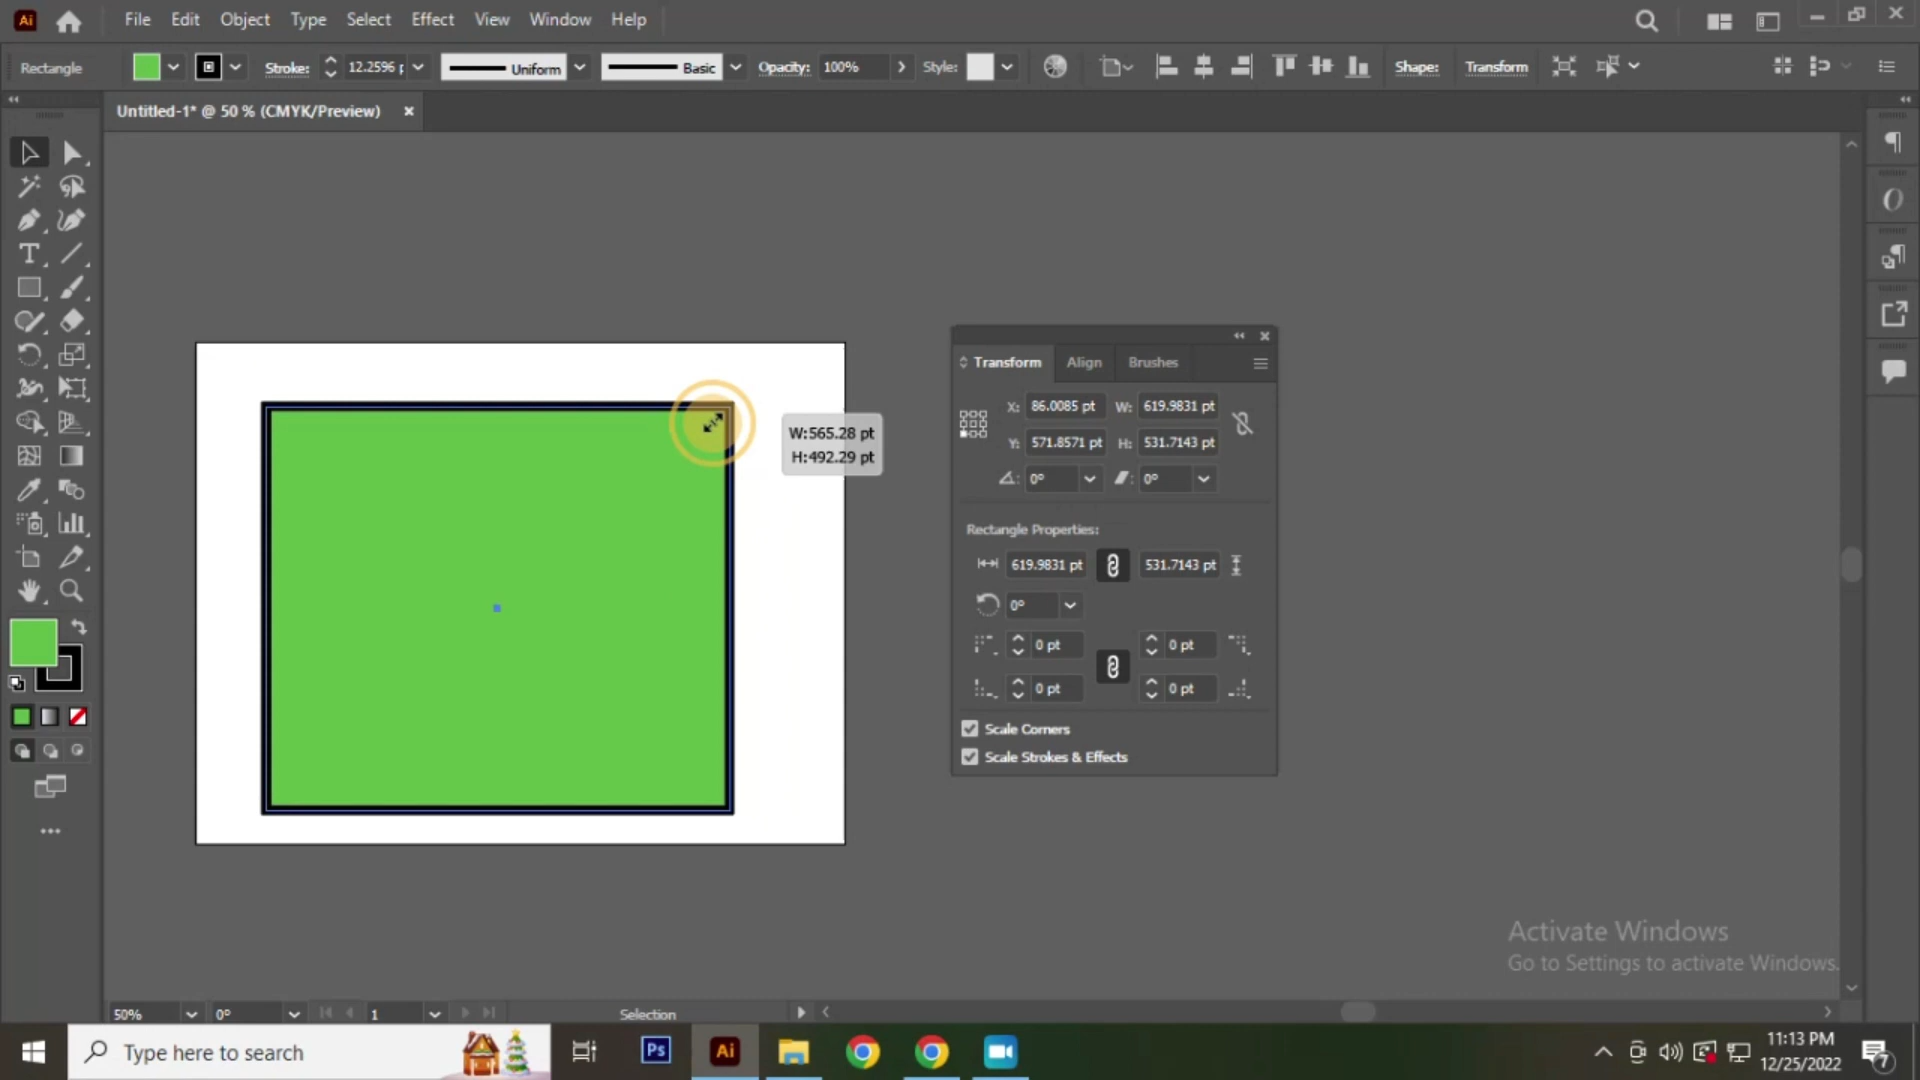 Ai File Edit Object Type Select Effect View Window Help
Rectangle Stroke: 12.2596 p Uniform Basic Opacity: 100% Style: Shape: Transform
Untitled-1* @ 50 % (CMYK/Preview)
W:565.28 pt
H:492.29 pt
Transform Align Brushes
X: 86.0085 pt W: 619.9831 pt
Y: 571.8571 pt H: 531.7143 pt
0° 0°
Rectangle Properties:
619.9831 pt 531.7143 pt
0°
0 pt 0 pt
0 pt 0 pt
Scale Corners
Scale Strokes & Effects
Activate Windows
Go to Settings to activate Windows.
50% 0° 1 Selection
Type here to search Ps Ai 11:13 PM
12/25/2022 7